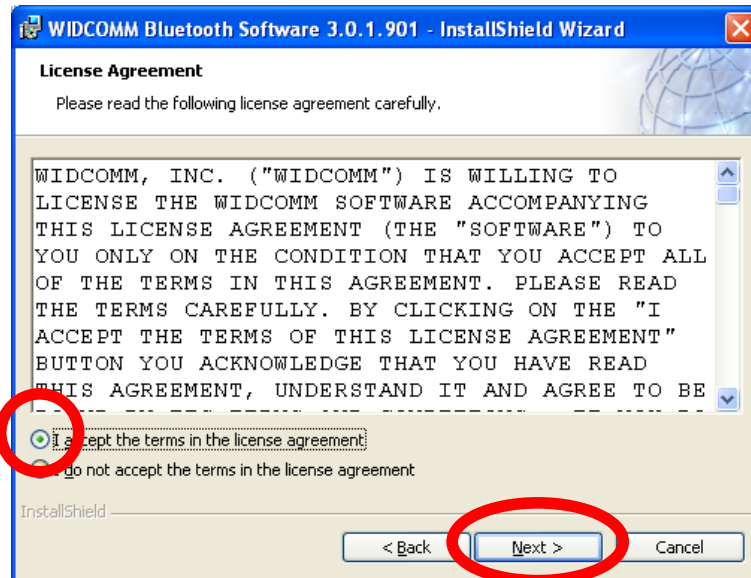 WIDCOMM Bluetooth Software 3.0.1.901 - InstallShield Wizard
License Agreement
Please read the following license agreement carefully.
WIDCOMM, INC. ("WIDCOMM") IS WILLING TO
LICENSE THE WIDCOMM SOFTWARE ACCOMPANYING
THIS LICENSE AGREEMENT (THE "SOFTWARE") TO
YOU ONLY ON THE CONDITION THAT YOU ACCEPT ALL
OF THE TERMS IN THIS AGREEMENT. PLEASE READ
THE TERMS CAREFULLY. BY CLICKING ON THE "I
ACCEPT THE TERMS OF THIS LICENSE AGREEMENT"
BUTTON YOU ACKNOWLEDGE THAT YOU HAVE READ
THIS AGREEMENT, UNDERSTAND IT AND AGREE TO BE
I accept the terms in the license agreement
I do not accept the terms in the license agreement
InstallShield
< Back Next > Cancel